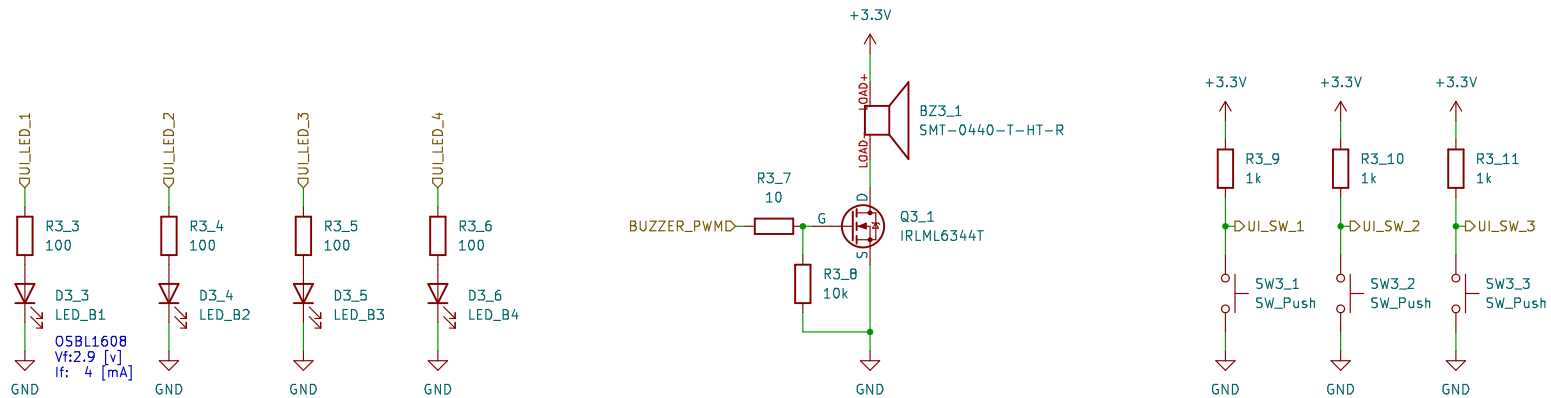 UI_LED_1
R3_3
100
D3_3
LED_B1
OSBL1608
Vf:2.9 [v]
If:  4 [mA]
GND
UI_LED_2
R3_4
100
D3_4
LED_B2
GND
UI_LED_3
R3_5
100
D3_5
LED_B3
GND
UI_LED_4
R3_6
100
D3_6
LED_B4
GND
+3.3V
LOAD+
BZ3_1
SMT-0440-T-HT-R
LOAD-
R3_7
10
BUZZER_PWM
G
D
S
Q3_1
IRLML6344T
R3_8
10k
GND
+3.3V
R3_9
1k
UI_SW_1
SW3_1
SW_Push
GND
+3.3V
R3_10
1k
UI_SW_2
SW3_2
SW_Push
GND
+3.3V
R3_11
1k
UI_SW_3
SW3_3
SW_Push
GND